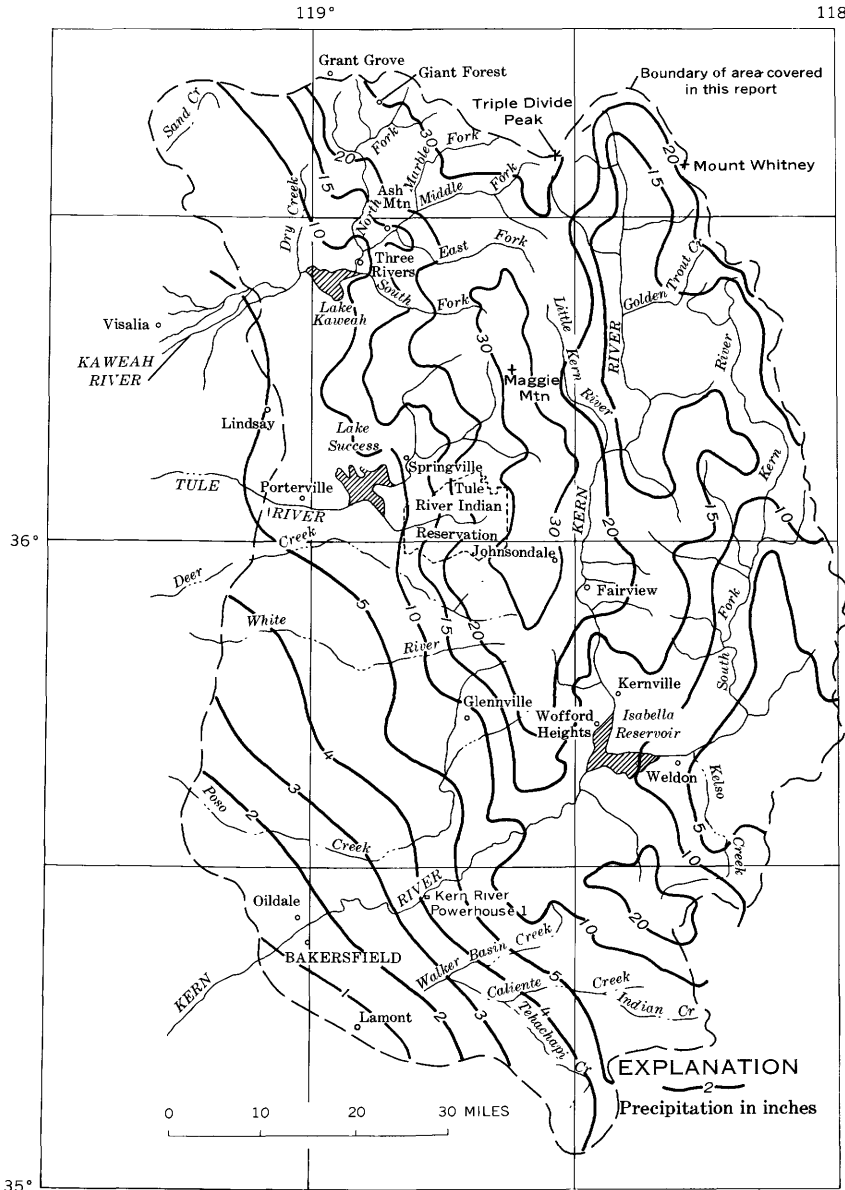 119°
118
Grant Grove
Giant Forest
Boundary of area covered
in this report
Triple Divide
Peak
Sand Cr
Fork
Marble
30
Fork
20
20
Mount Whitney
15
15
Ash
Mtn
Middle
Fork
North
Dry Creek
10
Three
Rivers
East
Fork
South
Fork
Lake
Kaweah
Golden Trout Cr
Visalia
KAWEAH
RIVER
Little
Kern
River
RIVER
River
30
Maggie
Mtn
Lindsay
Lake
Success
Springville
Kern
TULE
Porterville
RIVER
Tule
River Indian
Reservation
KERN
15
10
36°
Creek
Johnsondale
30
20
Deer
Fairview
5
10
15
20
White
River
Fork
South
Kernville
Glennville
Wofford
Heights
Isabella
Reservoir
Weldon
Kelso
Creek
4
3
2
Poso
Creek
5
10
Oildale
RIVER
Kern River
Powerhouse 1
20
10
BAKERSFIELD
Walker Basin Creek
KERN
Caliente
Creek
Indian Cr
5
4
Tehachapi Cr
1
2
3
Lamont
EXPLANATION
2
Precipitation in inches
0 10 20 30 MILES
35°